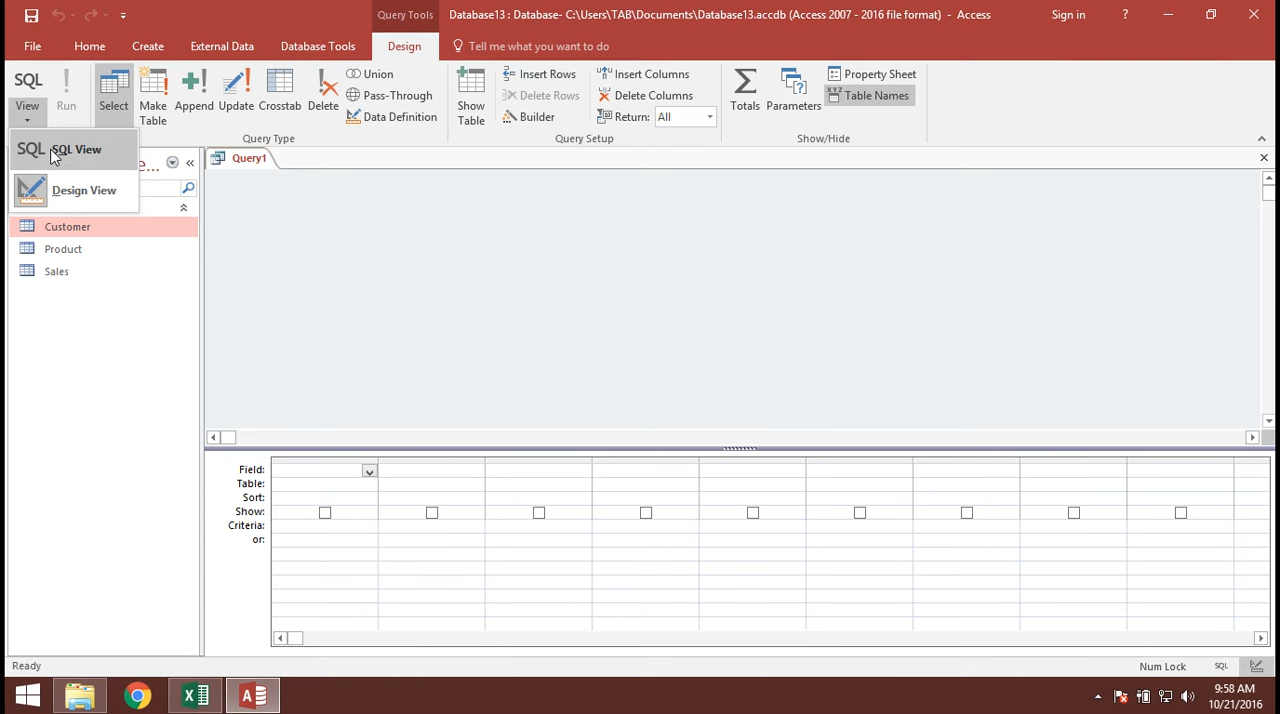 Query Tools
Database13 : Database- C:\Users\TAB\Documents\Database13.accdb (Access 2007 - 2016 file format) - Access
Sign in
?
File
Home
Create
External Data
Database Tools
Design
Tell me what you want to do
SQL
View
Run
Select
Make
Table
Append
Update
Crosstab
Delete
Union
Pass-Through
Data Definition
Query Type
Show
Table
Insert Rows
Delete Rows
Builder
Insert Columns
Delete Columns
Return: All
Query Setup
Totals
Parameters
Property Sheet
XYZ Table Names
Show/Hide
SQL SQL View
Design View
e...
Query1
Customer
Product
Sales
Field:
Table:
Sort:
Show:
Criteria:
or:
Ready
Num Lock
SQL
9:58 AM
10/21/2016